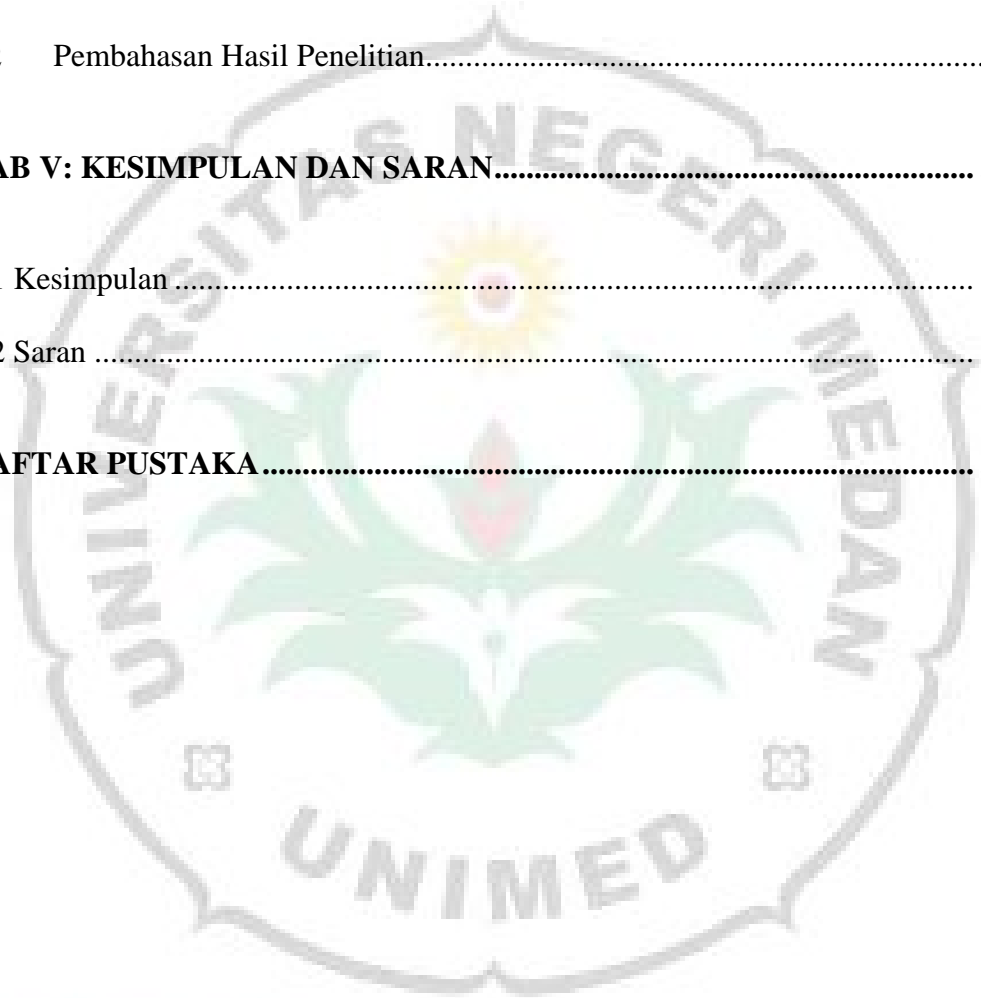 Pembahasan Hasil Penelitian........................................................................
AB V: KESIMPULAN DAN SARAN.............................................................
Kesimpulan ....................................................................................................
2 Saran ..............................................................................................................
AFTAR PUSTAKA...........................................................................................
UNIVERSITAS NEGERI MEDAN
UNIMED